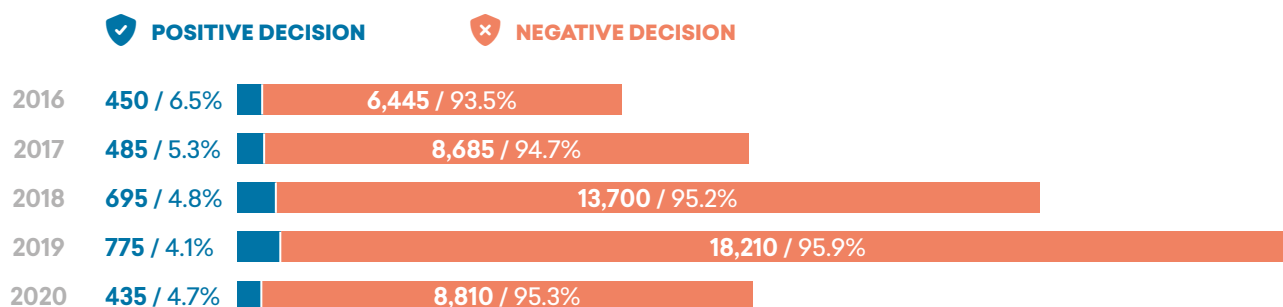 POSITIVE DECISION NEGATIVE DECISION
2016 450 / 6.5% 6,445 / 93.5%
2017 485 / 5.3% 8,685 / 94.7%
2018 695 / 4.8% 13,700 / 95.2%
2019 775 / 4.1% 18,210 / 95.9%
2020 435 / 4.7% 8,810 / 95.3%